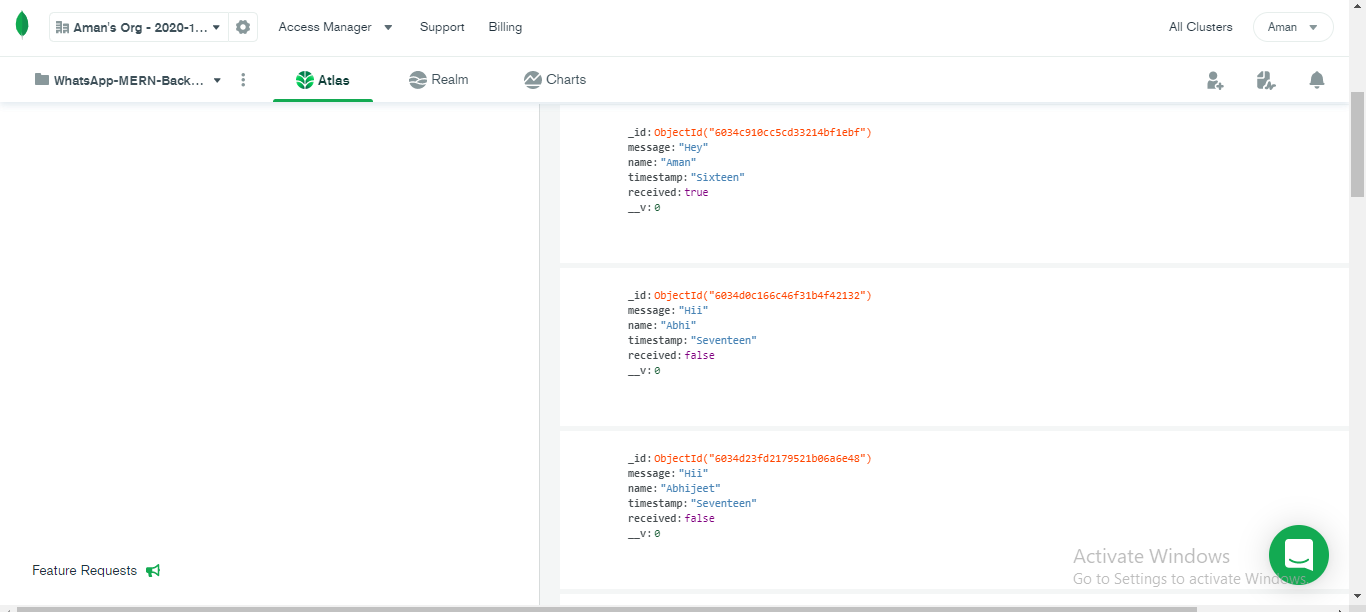 Aman's Org - 2020-1... Access Manager Support Billing All Clusters Aman
WhatsApp-MERN-Back... Atlas Realm Charts
_id: ObjectId("6034c910cc5cd33214bf1ebf")
message: "Hey"
name: "Aman"
timestamp: "Sixteen"
received: true
__v: 0
_id: ObjectId("6034d0c166c46f31b4f42132")
message: "Hii"
name: "Abhi"
timestamp: "Seventeen"
received: false
__v: 0
_id: ObjectId("6034d23fd2179521b06a6e48")
message: "Hii"
name: "Abhijeet"
timestamp: "Seventeen"
received: false
__v: 0
Activate Windows
Go to Settings to activate Windows.
Feature Requests